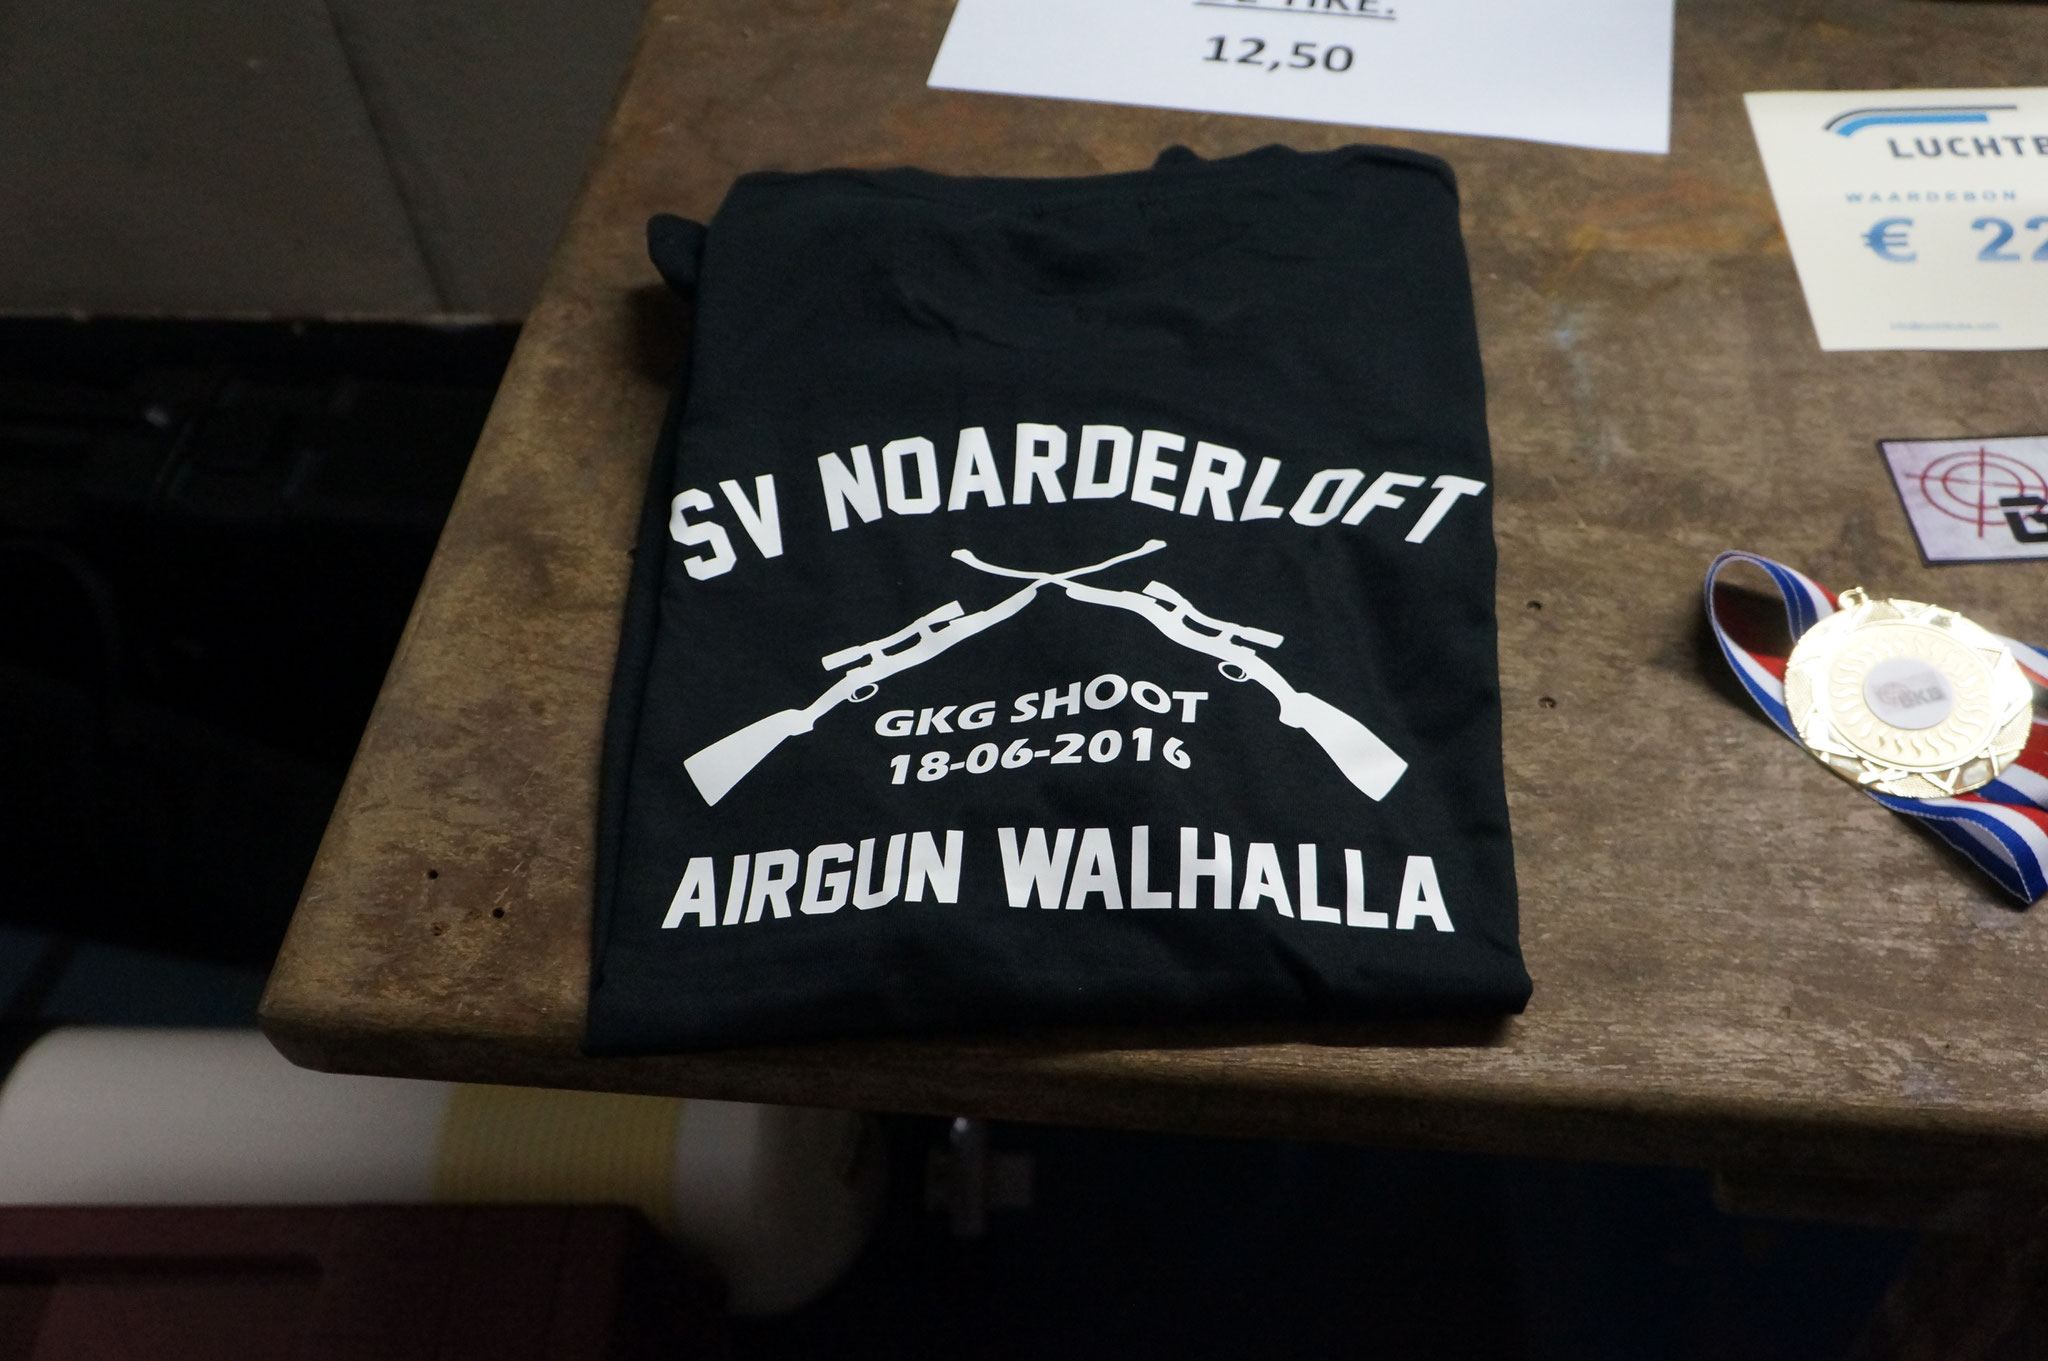 12,50
LUCHTB
WAARDEBON
€ 22
SV NOARDERLOFT
GKG SHOOT
18-06-2016
AIRGUN WALHALLA